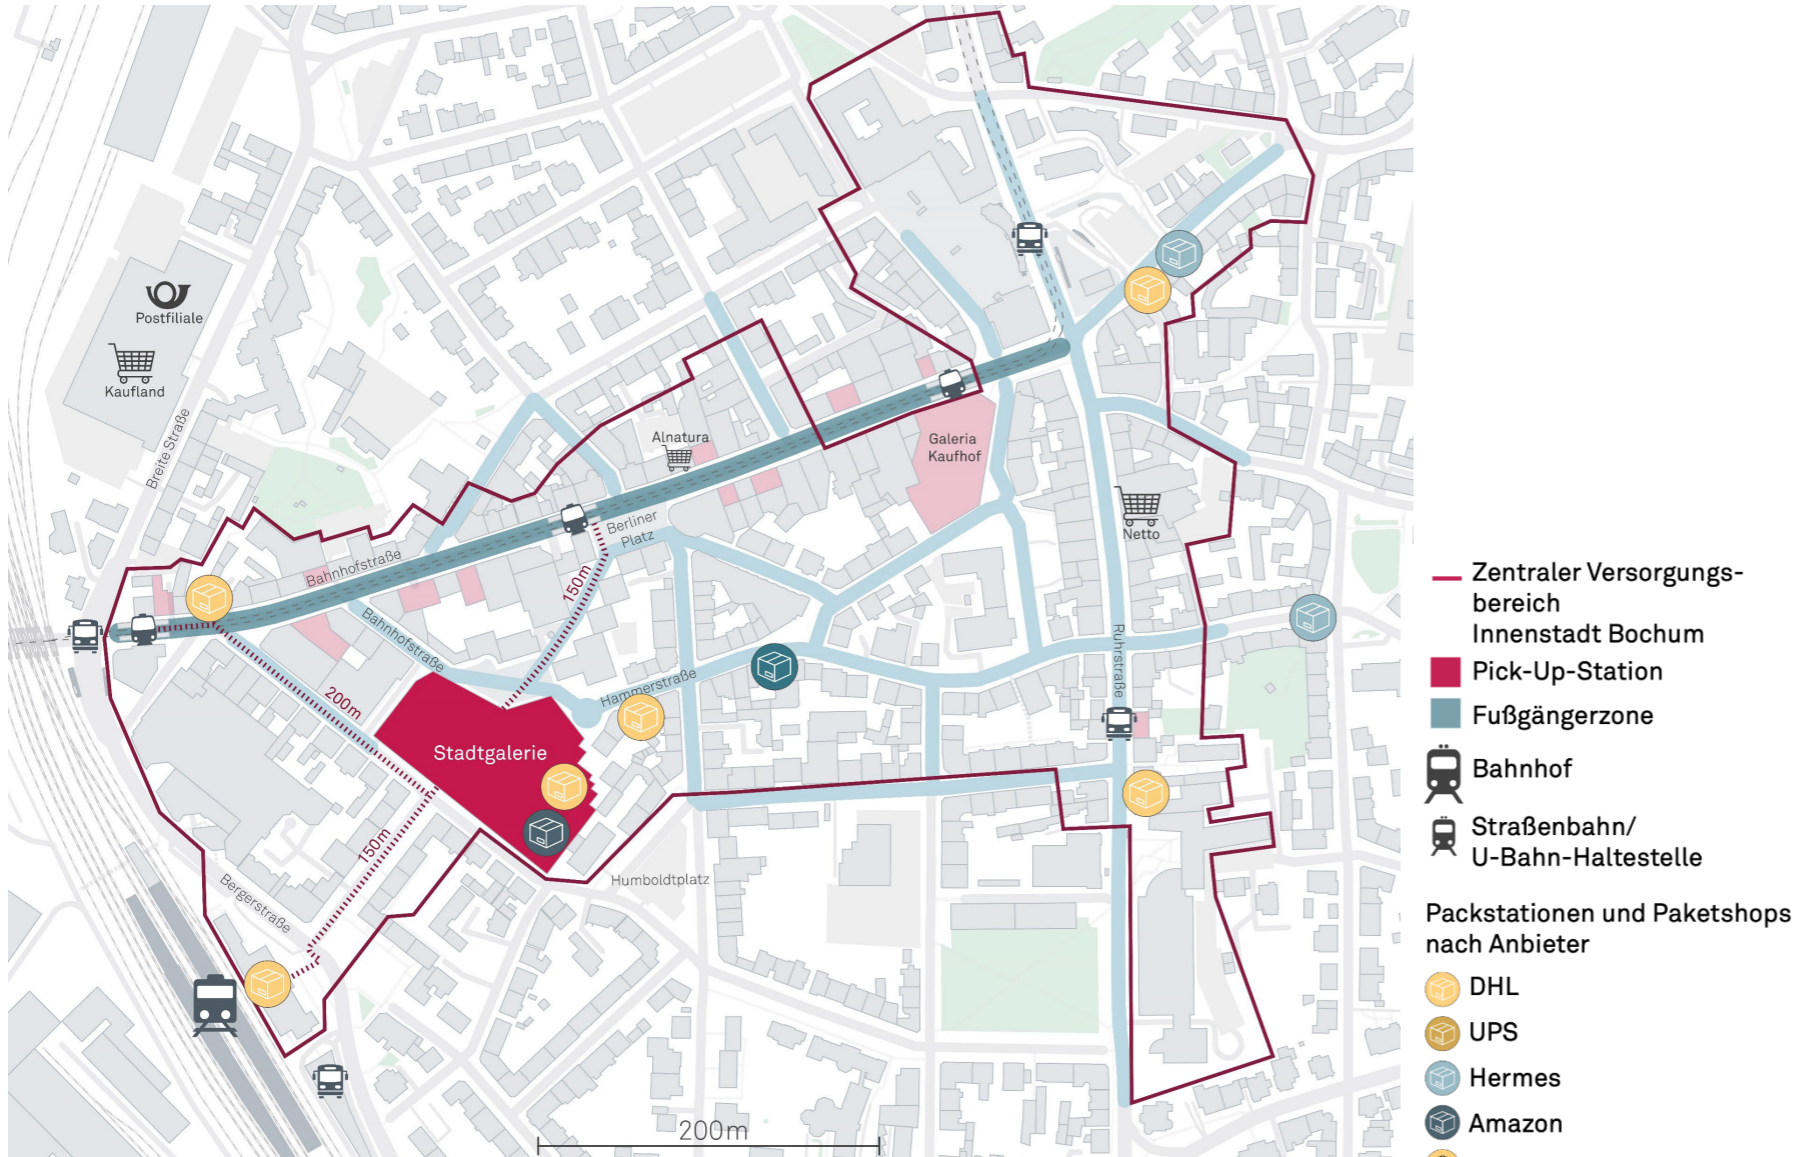 Postfiliale
Kaufland
Breite Straße
Alnatura
Galeria
Kaufhof
Netto
Berliner
Platz
Bahnhofstraße
150m
Bahnhofstraße
Hammerstraße
Ruhrstraße
200m
Stadtgalerie
150m
Humboldtplatz
Bergerstraße
200m
Zentraler Versorgungs-
bereich
Innenstadt Bochum
Pick-Up-Station
Fußgängerzone
Bahnhof
Straßenbahn/
U-Bahn-Haltestelle
Packstationen und Paketshops
nach Anbieter
DHL
UPS
Hermes
Amazon